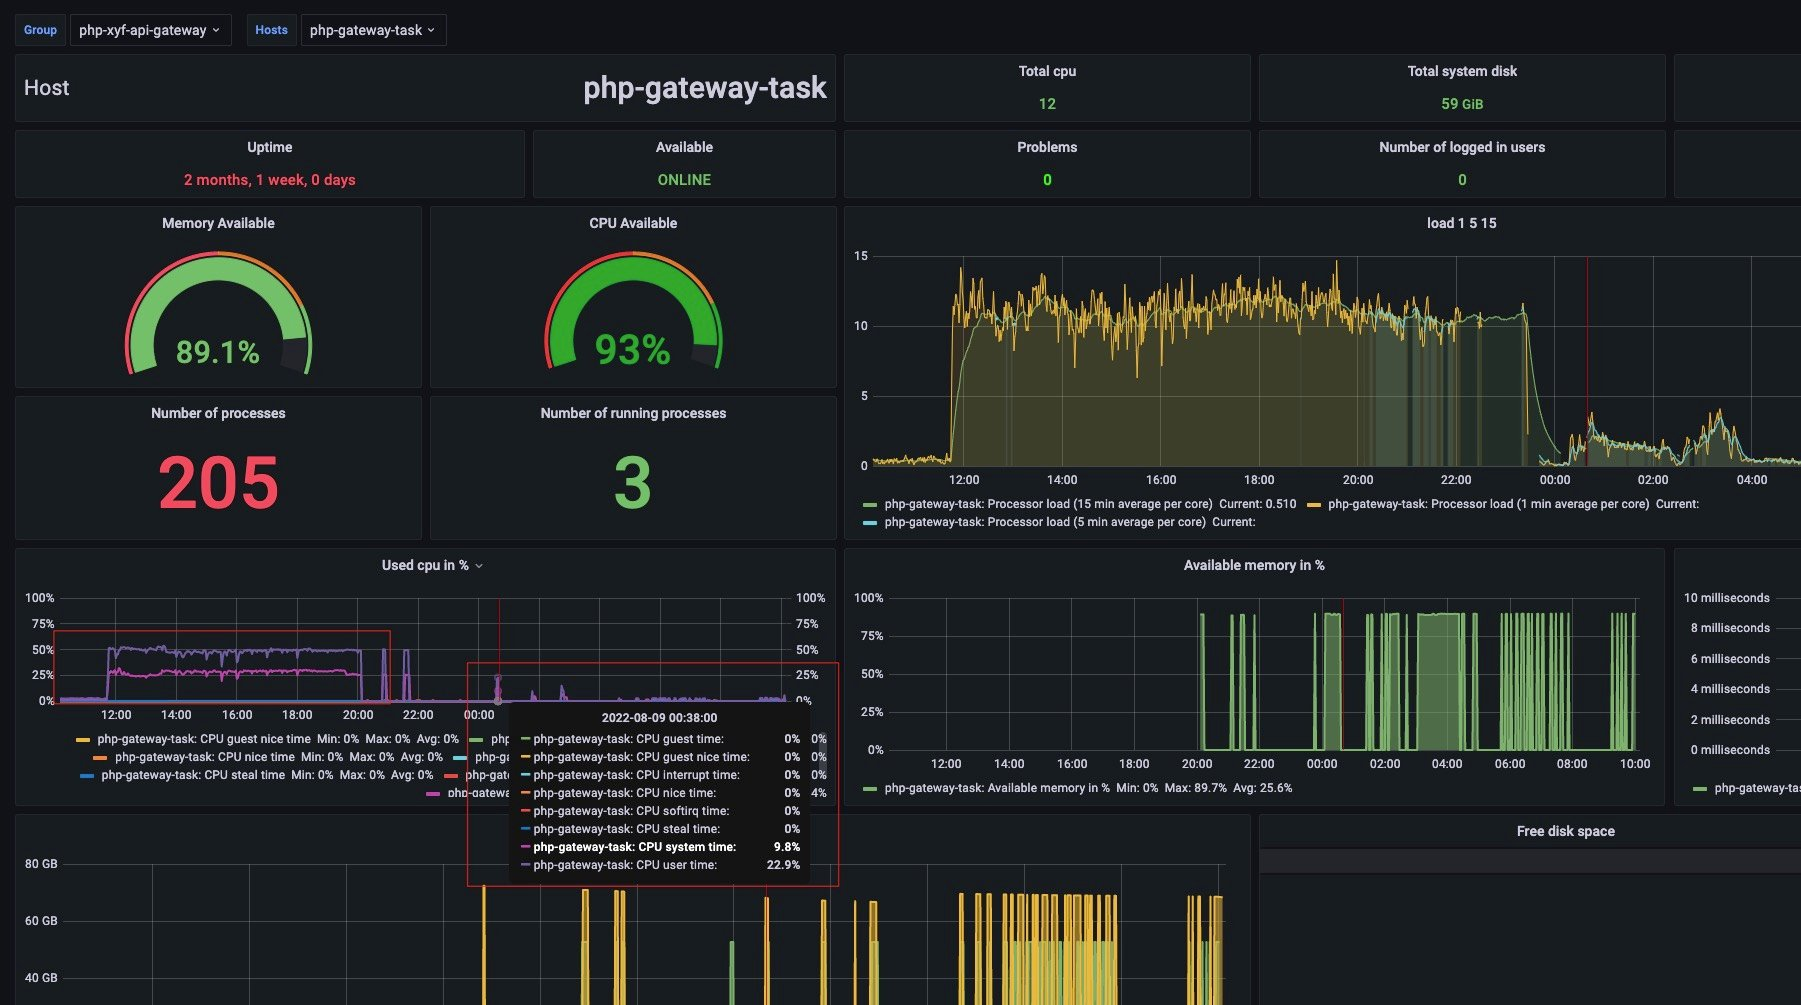 Group php-xyf-api-gateway Hosts php-gateway-task
Host php-gateway-task
Total cpu
12
Total system disk
59 GiB
Uptime
2 months, 1 week, 0 days
Available
ONLINE
Problems
0
Number of logged in users
0
Memory Available
89.1%
CPU Available
93%
Number of processes
205
Number of running processes
3
load 1 5 15
15
10
5
0
12:00 14:00 16:00 18:00 20:00 22:00 00:00 02:00 04:00
php-gateway-task: Processor load (15 min average per core) Current: 0.510 php-gateway-task: Processor load (1 min average per core) Current:
php-gateway-task: Processor load (5 min average per core) Current:
Used cpu in %
100% 100%
75% 75%
50% 50%
25% 25%
0% 0%
12:00 14:00 16:00 18:00 20:00 22:00 00:00
php-gateway-task: CPU guest nice time Min: 0% Max: 0% Avg: 0% php
php-gateway-task: CPU nice time Min: 0% Max: 0% Avg: 0% php-ga
php-gateway-task: CPU steal time Min: 0% Max: 0% Avg: 0% php-gate
php-gatewa
2022-08-09 00:38:00
php-gateway-task: CPU guest time: 0% 0%
php-gateway-task: CPU guest nice time: 0% 0%
php-gateway-task: CPU interrupt time: 0% 0%
php-gateway-task: CPU nice time: 0% 4%
php-gateway-task: CPU softirq time: 0%
php-gateway-task: CPU steal time: 0%
php-gateway-task: CPU system time: 9.8%
php-gateway-task: CPU user time: 22.9%
Available memory in %
100%
75%
50%
25%
0%
12:00 14:00 16:00 18:00 20:00 22:00 00:00 02:00 04:00 06:00 08:00 10:00
php-gateway-task: Available memory in % Min: 0% Max: 89.7% Avg: 25.6%
10 milliseconds
8 milliseconds
6 milliseconds
4 milliseconds
2 milliseconds
0 milliseconds
php-gateway-ta
80 GB
60 GB
40 GB
Free disk space